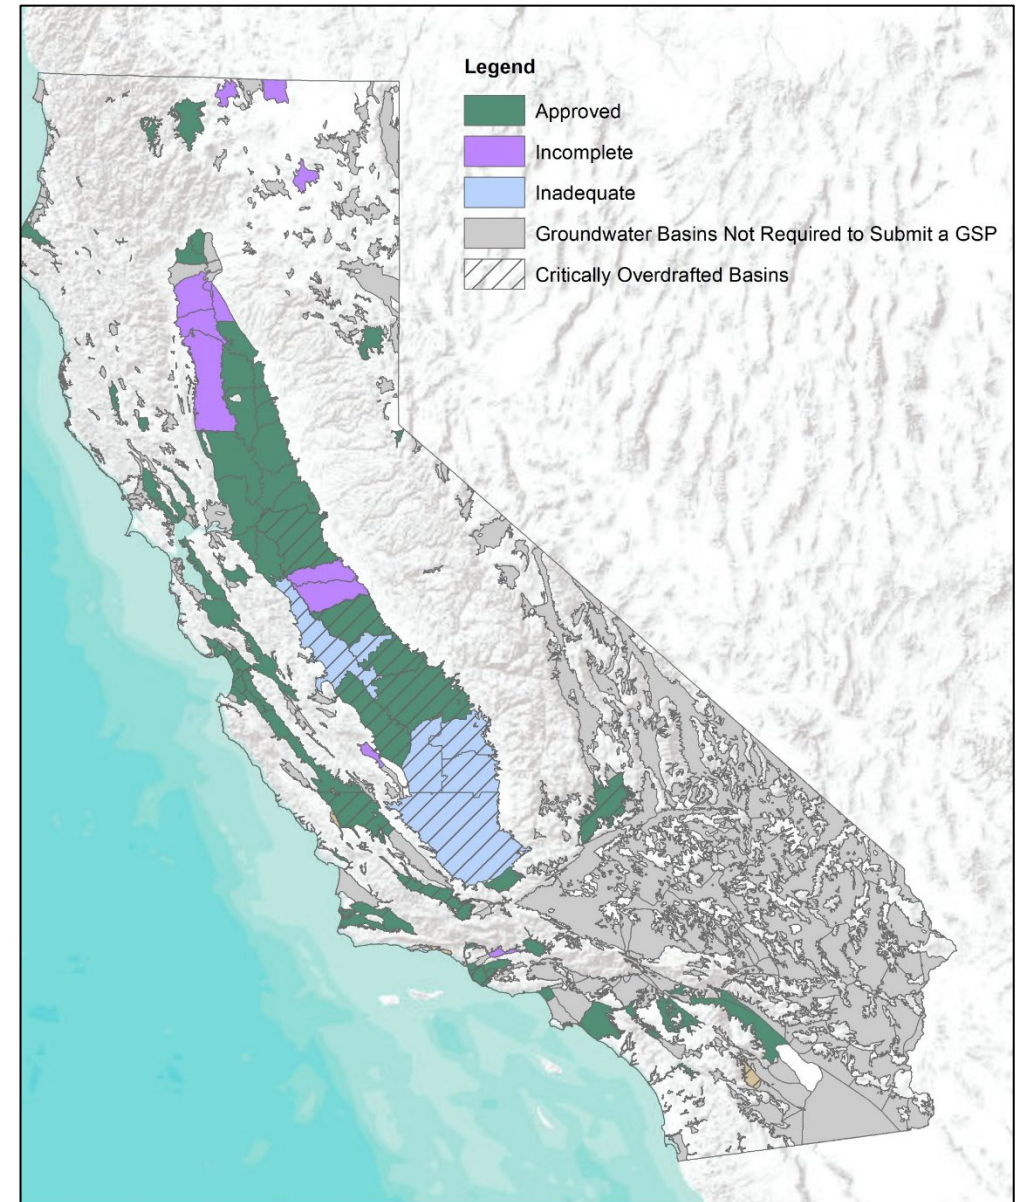 Legend
Approved
Incomplete
Inadequate
Groundwater Basins Not Required to Submit a GSP
Critically Overdrafted Basins